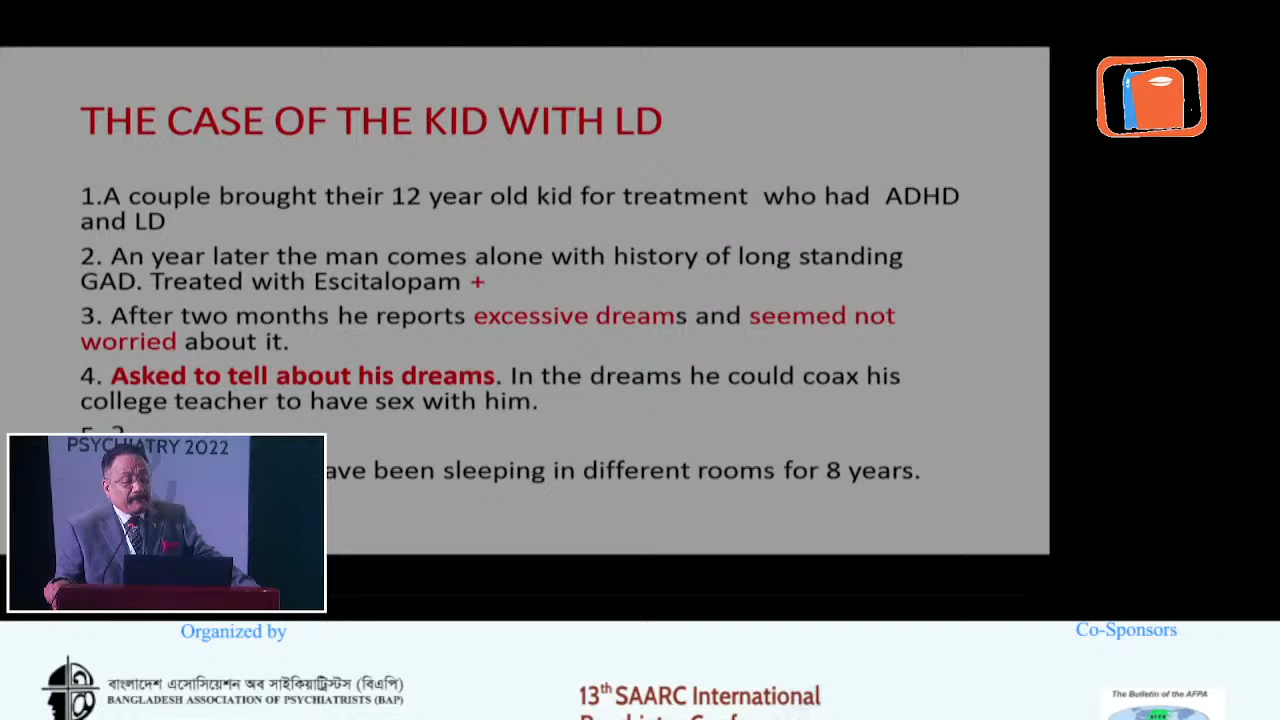 THE CASE OF THE KID WITH LD
1.A couple brought their 12 year old kid for treatment who had ADHD
and LD
2. An year later the man comes alone with history of long standing
GAD. Treated with Escitalopam +
3. After two months he reports excessive dreams and seemed not
worried about it.
4. Asked to tell about his dreams. In the dreams he could coax his
college teacher to have sex with him.
ave been sleeping in different rooms for 8 years.
PSYCHIATRY 2022
Organized by
Co-Sponsors
বাংলাদেশ এসোসিয়েশন অব সাইকিয়াট্রিস্টস (বিএপি)
BANGLADESH ASSOCIATION OF PSYCHIATRISTS (BAP)
13th SAARC International
The Bulletin of the AFPA